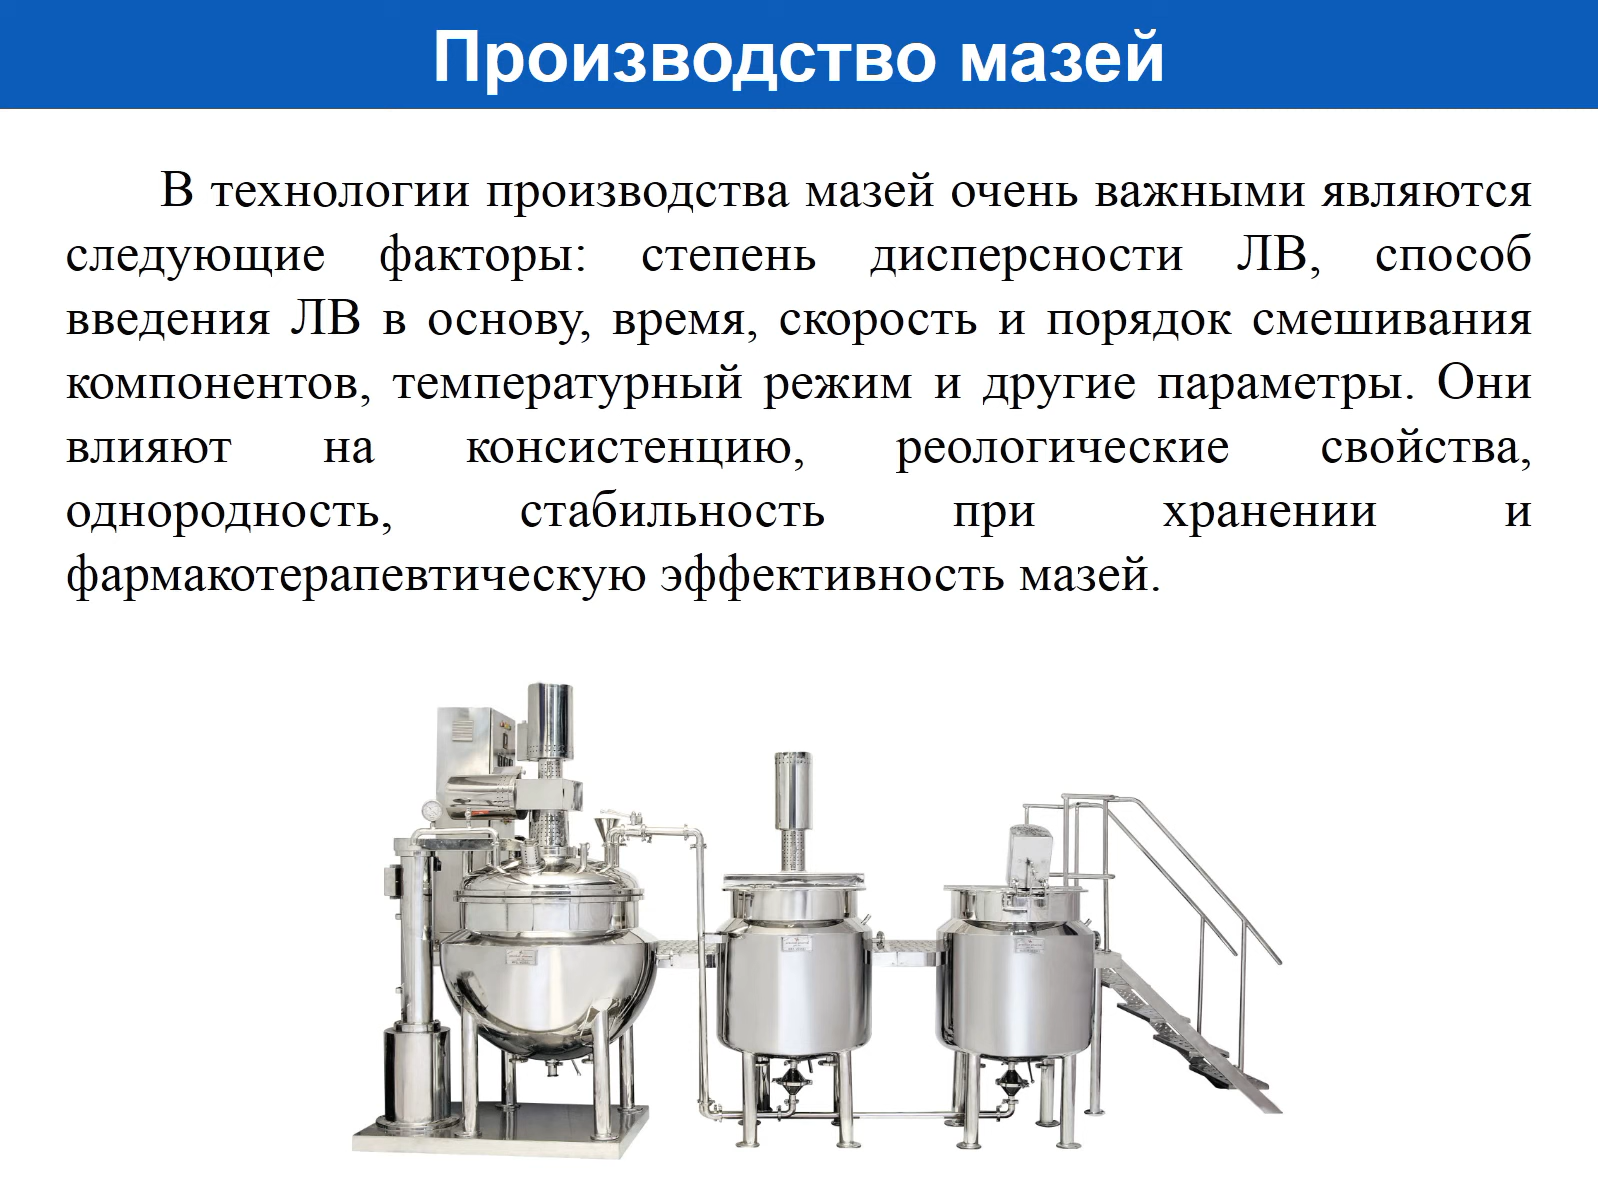 Производство мазей
В технологии производства мазей очень важными являются
следующие факторы: степень дисперсности ЛВ, способ
введения ЛВ в основу, время, скорость и порядок смешивания
компонентов, температурный режим и другие параметры. Они
влияют на консистенцию, реологические свойства,
однородность, стабильность при хранении и
фармакотерапевтическую эффективность мазей.